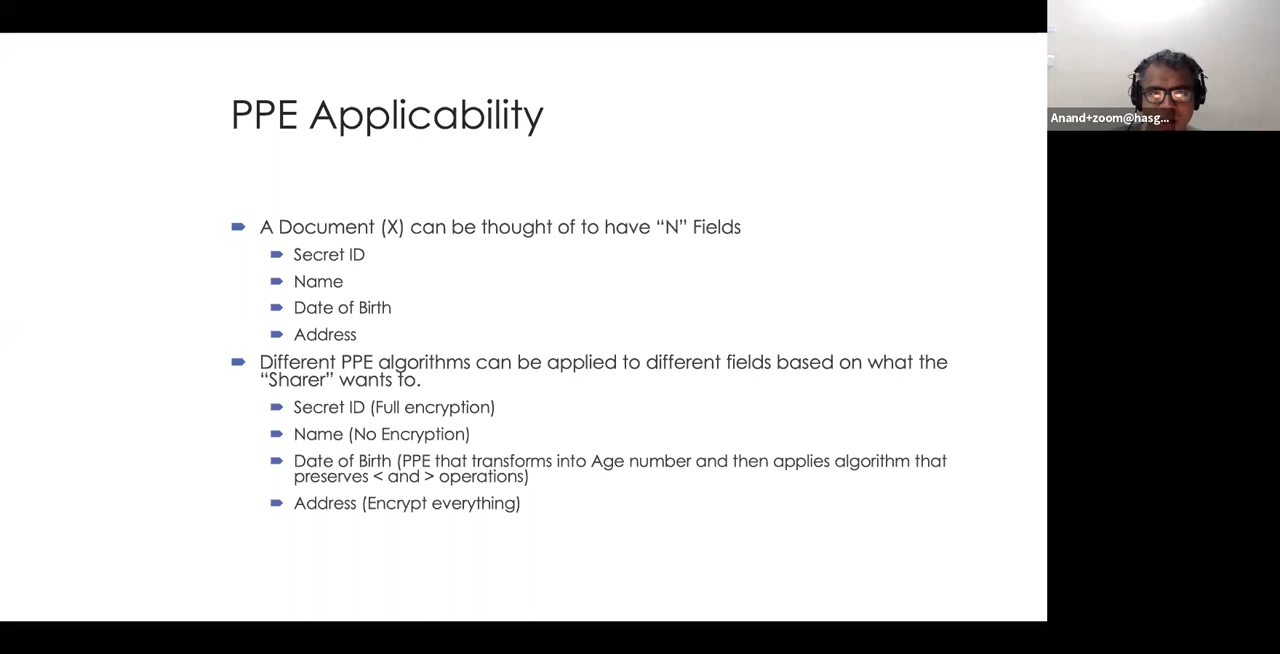 PPE Applicability
A Document (X) can be thought of to have “N” Fields
Secret ID
Name
Date of Birth
Address
Different PPE algorithms can be applied to different fields based on what the
“Sharer” wants to.
Secret ID (Full encryption)
Name (No Encryption)
Date of Birth (PPE that transforms into Age number and then applies algorithm that
preserves < and > operations)
Address (Encrypt everything)
Anand+zoom@hasg...